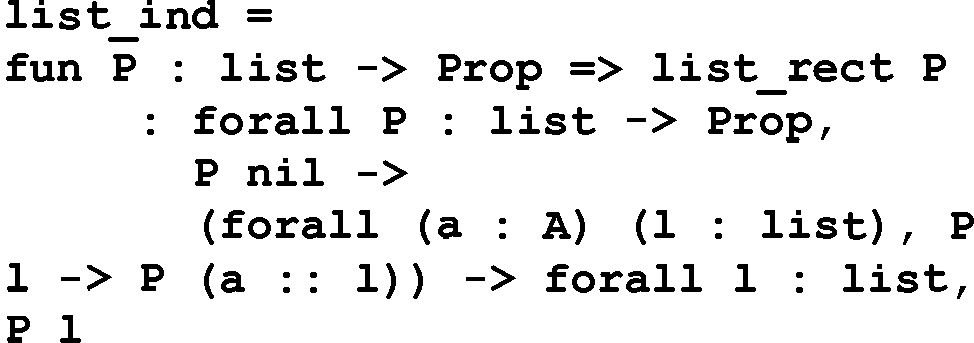 list_ind =
fun P : list -> Prop => list_rect P
: forall P : list -> Prop,
P nil ->
(forall (a : A) (l : list), P
l -> P (a :: l)) -> forall l : list,
P l